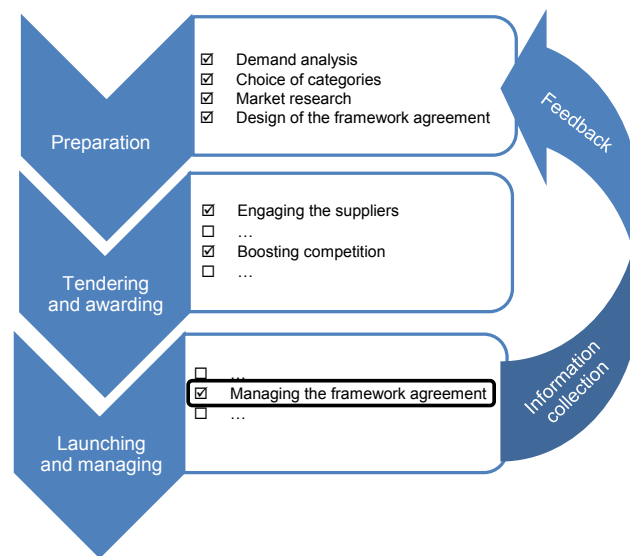 ☑ Demand analysis
☑ Choice of categories
☑ Market research
☑ Design of the framework agreement
Preparation
☑ Engaging the suppliers
☐ …
☑ Boosting competition
☐ …
Tendering
and awarding
☐ …
☑ Managing the framework agreement
☐ …
Launching
and managing
Feedback
Information
collection